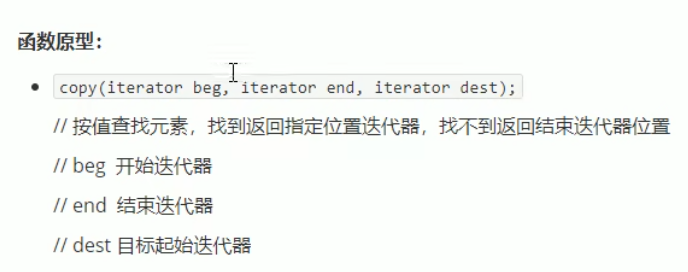 函数原型：
copy(iterator beg, iterator end, iterator dest);
// 按值查找元素，找到返回指定位置迭代器，找不到返回结束迭代器位置
// beg 开始迭代器
// end 结束迭代器
// dest 目标起始迭代器